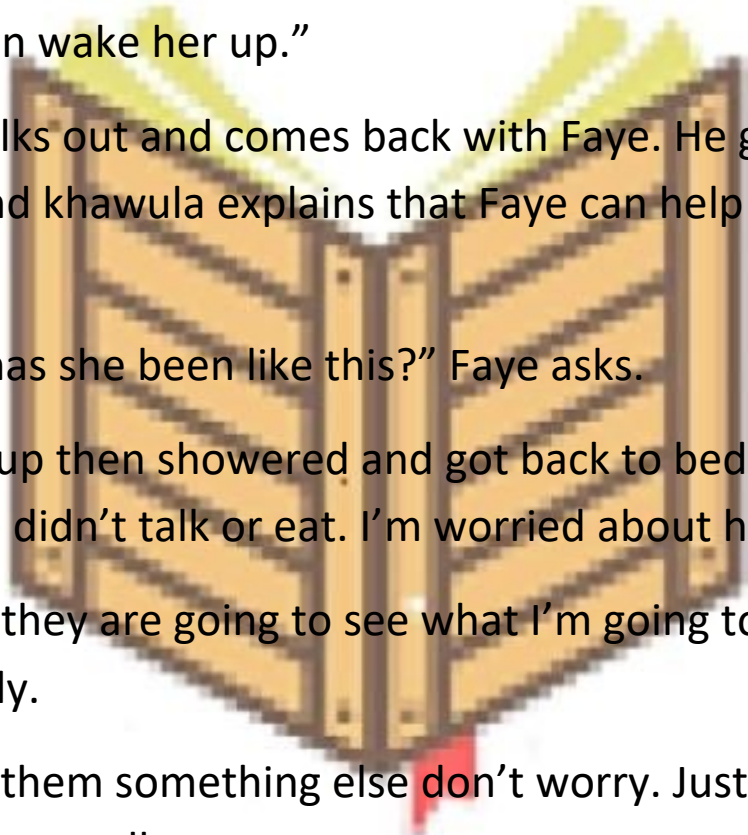 n wake her up.”
lks out and comes back with Faye. He g
nd khawula explains that Faye can help
as she been like this?” Faye asks.
up then showered and got back to bed
didn’t talk or eat. I’m worried about h
they are going to see what I’m going to
ly.
them something else don’t worry. Just